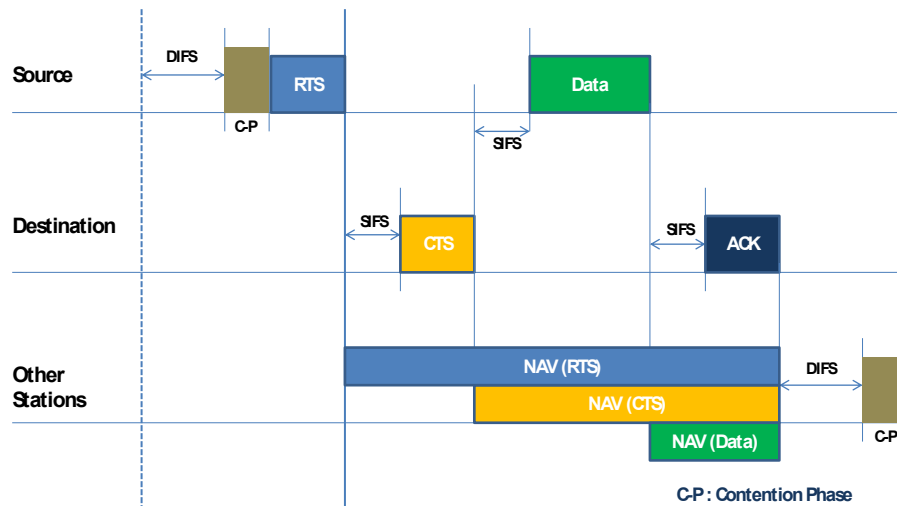 DIFS
Source
RTS
Data
C-P
SIFS
Destination
SIFS
CTS
SIFS
ACK
Other
Stations
NAV (RTS)
DIFS
NAV (CTS)
C-P
NAV (Data)
C-P : Contention Phase